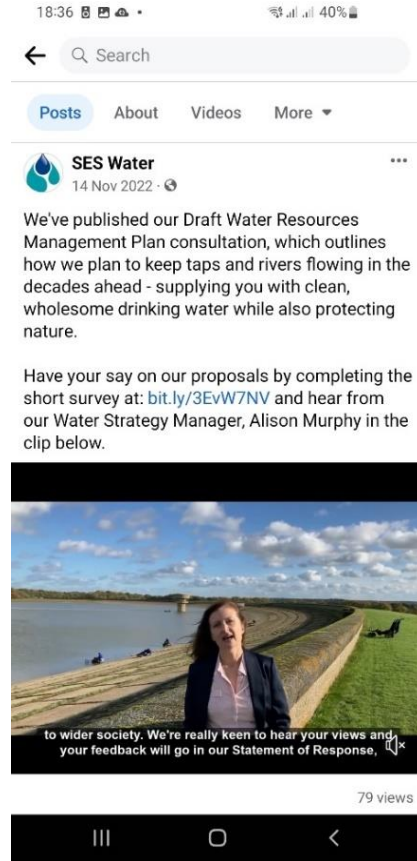 18:36 40%
Search
Posts About Videos More
SES Water
14 Nov 2022 ·
We've published our Draft Water Resources
Management Plan consultation, which outlines
how we plan to keep taps and rivers flowing in the
decades ahead - supplying you with clean,
wholesome drinking water while also protecting
nature.
Have your say on our proposals by completing the
short survey at: bit.ly/3EvW7NV and hear from
our Water Strategy Manager, Alison Murphy in the
clip below.
to wider society. We're really keen to hear your views and
your feedback will go in our Statement of Response,
79 views